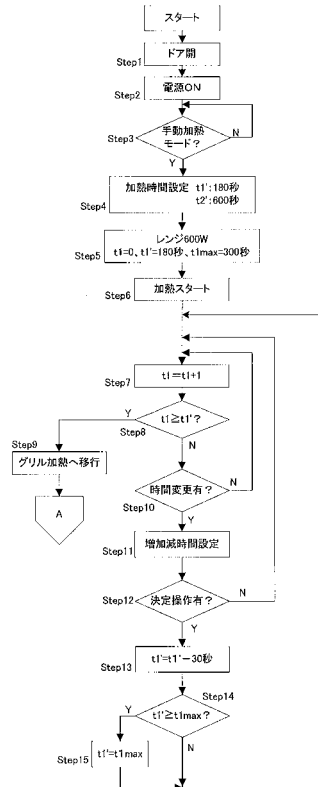 スタート
Step1
ドア開
Step2
電源ON
Step3
手動加熱
モード？
N
Y
Step4
加熱時間設定 t1':180秒
t2':600秒
Step5
レンジ600W
t1=0、t1'=180秒、t1max=300秒
Step6
加熱スタート
Step7
t1=t1+1
Y
t1≧t1'？
Step8
N
Step9
グリル加熱へ移行
A
時間変更有？
N
Step10
Y
Step11
増加減時間設定
Step12
決定操作有？
N
Y
Step13
t1'=t1'-30秒
Step14
Y
t1'≧t1max？
N
Step15
t1'=t1max